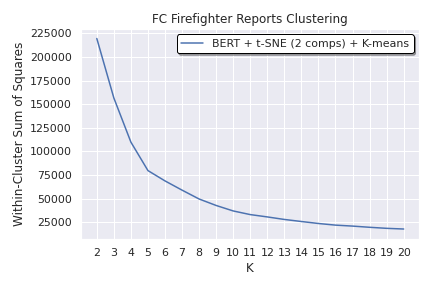 FC Firefighter Reports Clustering
BERT + t-SNE (2 comps) + K-means
Within-Cluster Sum of Squares
225000
200000
175000
150000
125000
100000
75000
50000
25000
2 3 4 5 6 7 8 9 10 11 12 13 14 15 16 17 18 19 20
K